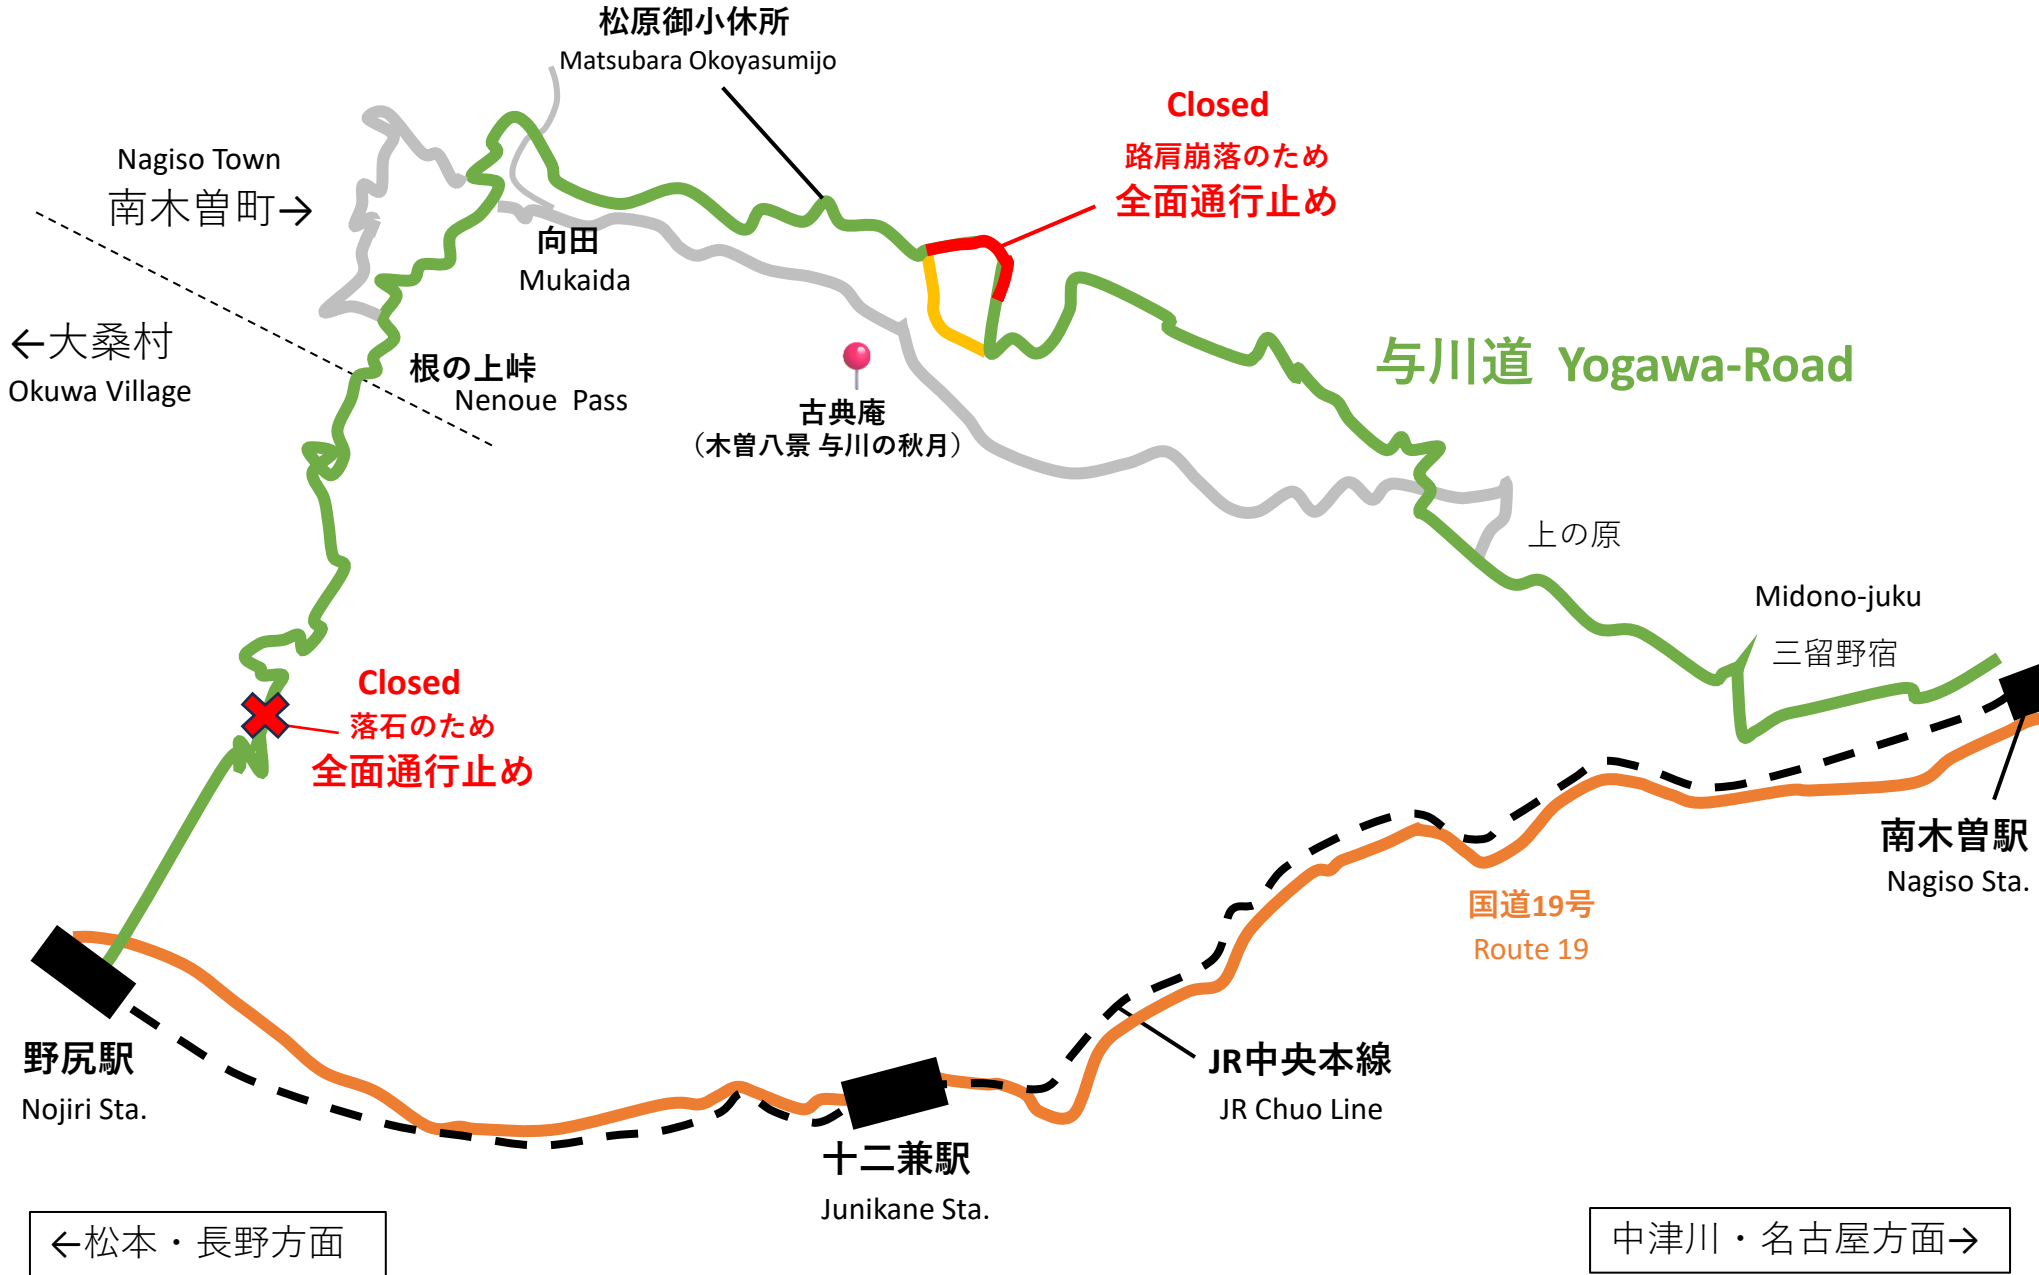 松原御小休所
Matsubara Okoyasumijo
Closed
路肩崩落のため
全面通行止め
Nagiso Town
南木曽町→
向田
Mukaida
←大桑村
Okuwa Village
根の上峠
Nenoue Pass
与川道 Yogawa-Road
古典庵
（木曽八景 与川の秋月）
上の原
Midono-juku
三留野宿
Closed
落石のため
全面通行止め
南木曽駅
Nagiso Sta.
国道19号
Route 19
野尻駅
Nojiri Sta.
JR中央本線
JR Chuo Line
十二兼駅
Junikane Sta.
←松本・長野方面
中津川・名古屋方面→